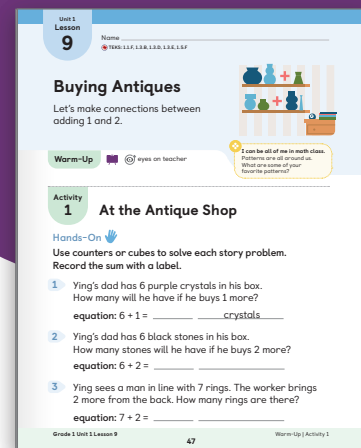 Unit 1
Lesson
9
Name
TEKS: 1.1.F, 1.3.B, 1.3.D, 1.3.E, 1.5.F
Buying Antiques
Let's make connections between
adding 1 and 2.
I can be all of me in math class.
Patterns are all around us.
What are some of your
favorite patterns?
Warm-Up
eyes on teacher
Activity
1
At the Antique Shop
Hands-On
Use counters or cubes to solve each story problem.
Record the sum with a label.
1 Ying's dad has 6 purple crystals in his box.
How many will he have if he buys 1 more?
equation: 6 + 1 = ________ crystals
2 Ying's dad has 6 black stones in his box.
How many stones will he have if he buys 2 more?
equation: 6 + 2 = ________ ________
3 Ying sees a man in line with 7 rings. The worker brings
2 more from the back. How many rings are there?
equation: 7 + 2 = ________ ________
Grade 1 Unit 1 Lesson 9
Warm-Up | Activity 1
47